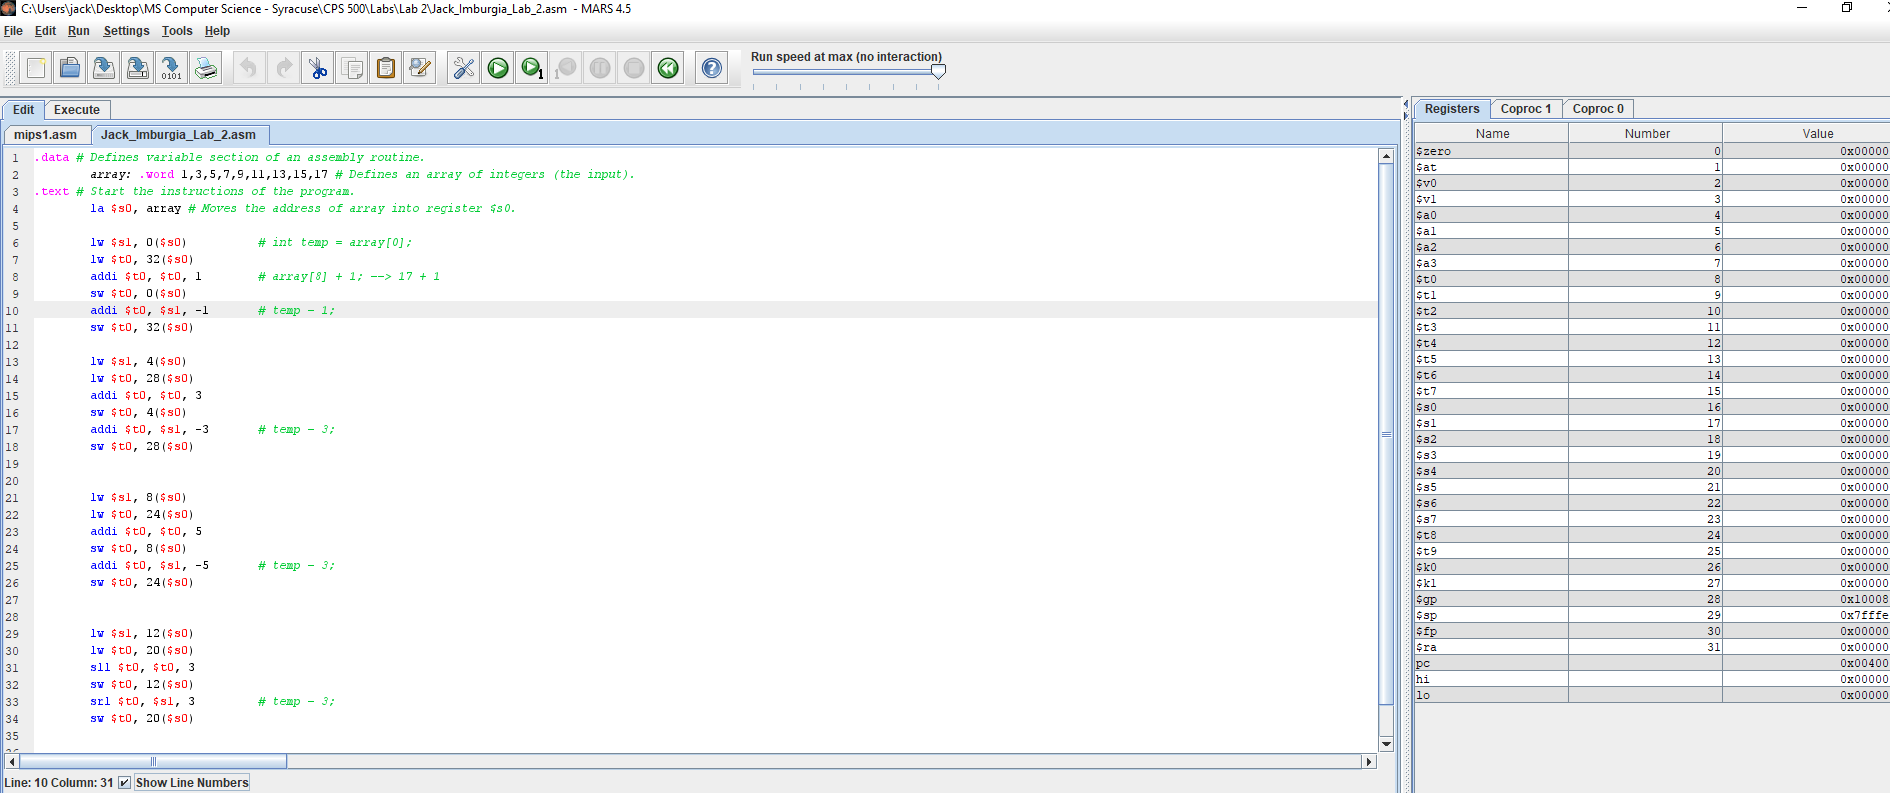 C:\Users\jack\Desktop\MS Computer Science - Syracuse\CPS 500\Labs\Lab 2\Jack_Imburgia_Lab_2.asm - MARS 4.5
File Edit Run Settings Tools Help
Run speed at max (no interaction)
Edit Execute
mips1.asm Jack_Imburgia_Lab_2.asm
1 .data # Defines variable section of an assembly routine.
2 array: .word 1,3,5,7,9,11,13,15,17 # Defines an array of integers (the input).
3 .text # Start the instructions of the program.
4 la $s0, array # Moves the address of array into register $s0.
5
6 lw $s1, 0($s0) # int temp = array[0];
7 lw $t0, 32($s0)
8 addi $t0, $t0, 1 # array[8] + 1; --> 17 + 1
9 sw $t0, 0($s0)
10 addi $t0, $s1, -1 # temp - 1;
11 sw $t0, 32($s0)
12
13 lw $s1, 4($s0)
14 lw $t0, 28($s0)
15 addi $t0, $t0, 3
16 sw $t0, 4($s0)
17 addi $t0, $s1, -3 # temp - 3;
18 sw $t0, 28($s0)
19
20
21 lw $s1, 8($s0)
22 lw $t0, 24($s0)
23 addi $t0, $t0, 5
24 sw $t0, 8($s0)
25 addi $t0, $s1, -5 # temp - 3;
26 sw $t0, 24($s0)
27
28
29 lw $s1, 12($s0)
30 lw $t0, 20($s0)
31 sll $t0, $t0, 3
32 sw $t0, 12($s0)
33 srl $t0, $s1, 3 # temp - 3;
34 sw $t0, 20($s0)
35
Line: 10 Column: 31 Show Line Numbers
Registers Coproc 1 Coproc 0
Name Number Value
$zero 0 0x00000
$at 1 0x00000
$v0 2 0x00000
$v1 3 0x00000
$a0 4 0x00000
$a1 5 0x00000
$a2 6 0x00000
$a3 7 0x00000
$t0 8 0x00000
$t1 9 0x00000
$t2 10 0x00000
$t3 11 0x00000
$t4 12 0x00000
$t5 13 0x00000
$t6 14 0x00000
$t7 15 0x00000
$s0 16 0x00000
$s1 17 0x00000
$s2 18 0x00000
$s3 19 0x00000
$s4 20 0x00000
$s5 21 0x00000
$s6 22 0x00000
$s7 23 0x00000
$t8 24 0x00000
$t9 25 0x00000
$k0 26 0x00000
$k1 27 0x00000
$gp 28 0x10008
$sp 29 0x7fffe
$fp 30 0x00000
$ra 31 0x00000
pc 0x00400
hi 0x00000
lo 0x00000